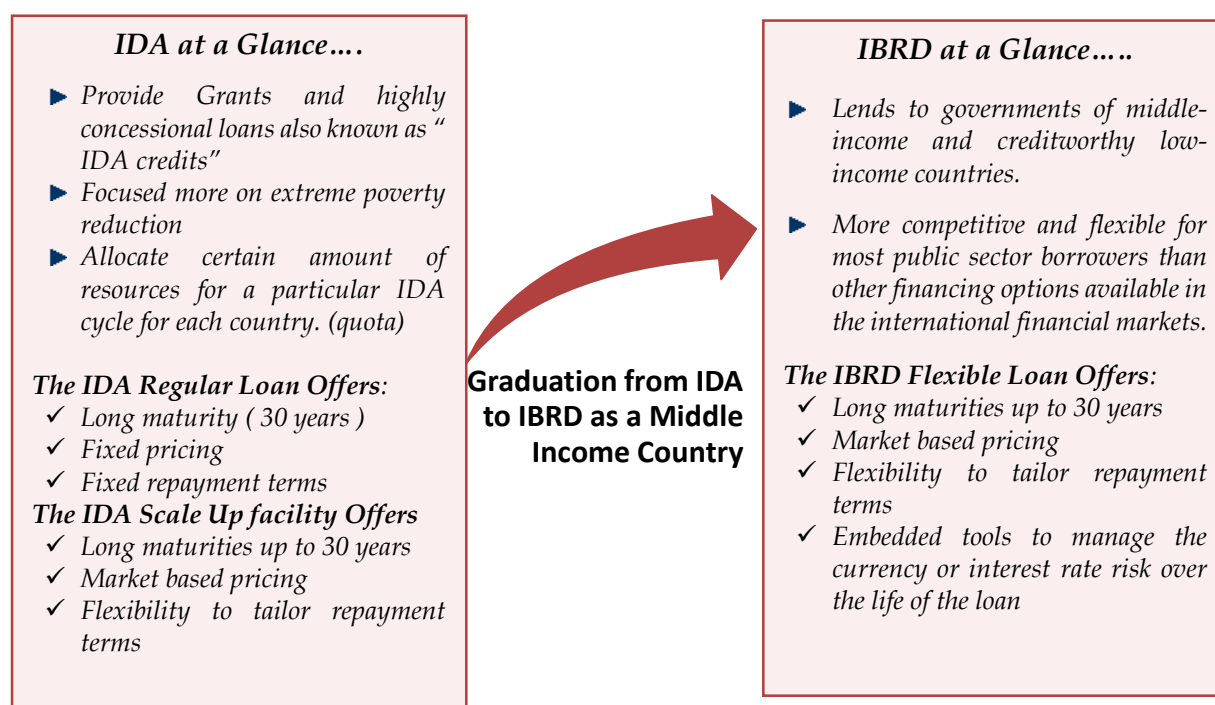 IDA at a Glance….
Provide Grants and highly
concessional loans also known as “
IDA credits”
Focused more on extreme poverty
reduction
Allocate certain amount of
resources for a particular IDA
cycle for each country. (quota)
The IDA Regular Loan Offers:
✓ Long maturity ( 30 years )
✓ Fixed pricing
✓ Fixed repayment terms
The IDA Scale Up facility Offers
✓ Long maturities up to 30 years
✓ Market based pricing
✓ Flexibility to tailor repayment
terms
Graduation from IDA
to IBRD as a Middle
Income Country
IBRD at a Glance…..
Lends to governments of middle-
income and creditworthy low-
income countries.
More competitive and flexible for
most public sector borrowers than
other financing options available in
the international financial markets.
The IBRD Flexible Loan Offers:
✓ Long maturities up to 30 years
✓ Market based pricing
✓ Flexibility to tailor repayment
terms
✓ Embedded tools to manage the
currency or interest rate risk over
the life of the loan